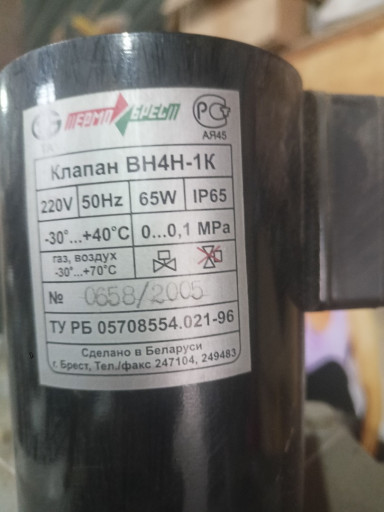 ТЕРМО БРЕСТ
АЯ45
Клапан ВН4Н-1К
220V 50Hz 65W IP65
-30°...+40°C 0...0,1 MPa
газ, воздух
-30°...+70°C
№ 0658/2005
ТУ РБ 05708554.021-96
Сделано в Беларуси
г. Брест, Тел./факс 247104, 249483